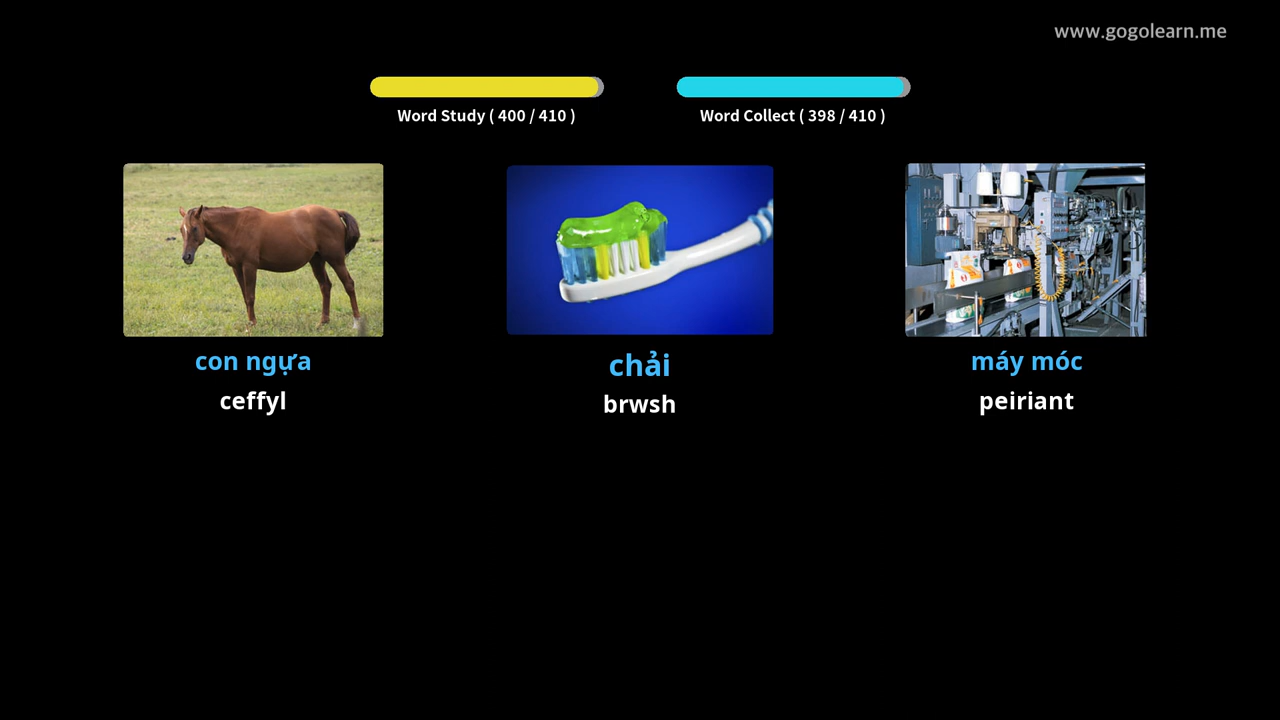 www.gogolearn.me
Word Study ( 400 / 410 )
Word Collect ( 398 / 410 )
con ngựa
chải
máy móc
ceffyl
brwsh
peiriant